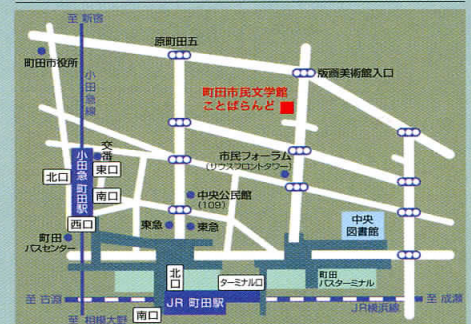 至 新宿
原町田五
町田市役所
版画美術館入口
小田急線
町田市民文学館
ことばらんど
交番
市民フォーラム
(サウスフロントタワー)
小田急 町田駅
東口
北口
南口
中央公民館
(109)
西口
東急
東急
中央
図書館
町田
バスセンター
北口
ターミナル口
町田
バスターミナル
至 古淵
JR 町田駅
JR横浜線
至 成瀬
南口
至 相模大野